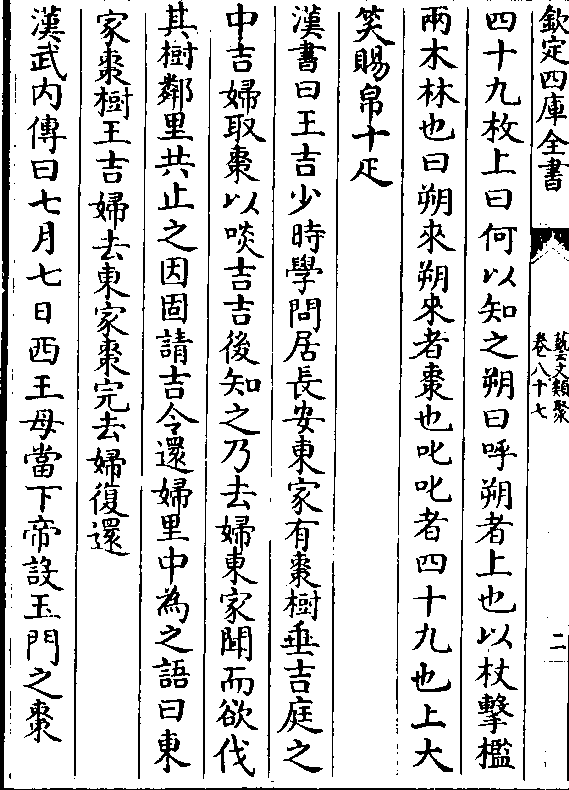 欽定四庫全書
藝文類聚
卷八十七
二
四十九枚上曰何以知之朔曰呼朔者上也以杖擊檻
兩木林也曰朔來朔來者棗也叱叱者四十九也上大
笑賜帛十疋
漢書曰王吉少時學問居長安東家有棗樹垂吉庭之
中吉婦取棗以啖吉吉後知之乃去婦東家聞而欲伐
其樹鄰里共止之因固請吉令還婦里中為之語曰東
家棗樹王吉婦去東家棗完去婦復還
漢武內傳曰七月七日西王母當下帝設玉門之棗